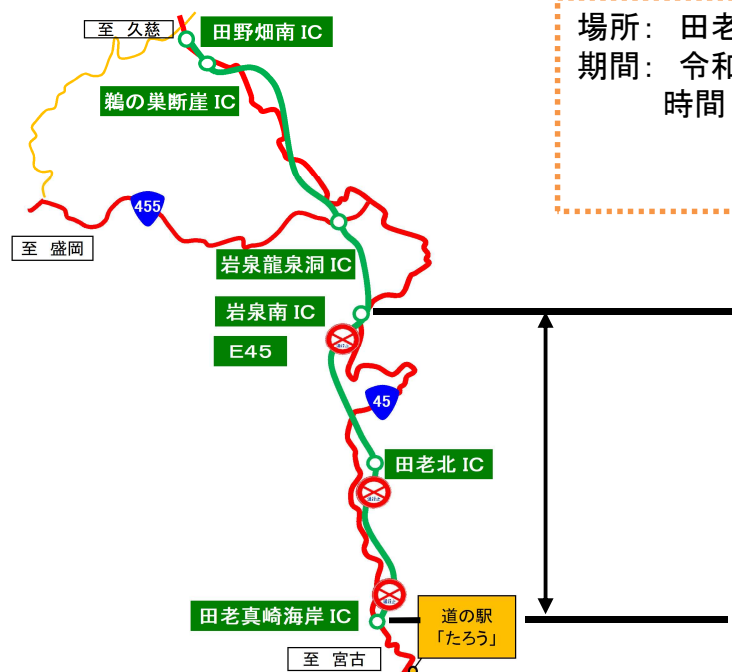 至 久慈
田野畑南 IC
鵜の巣断崖 IC
場所： 田老
期間： 令和
時間
455
至 盛岡
岩泉龍泉洞 IC
岩泉南 IC
E45
45
田老北 IC
田老真崎海岸 IC
道の駅
「たろう」
至 宮古